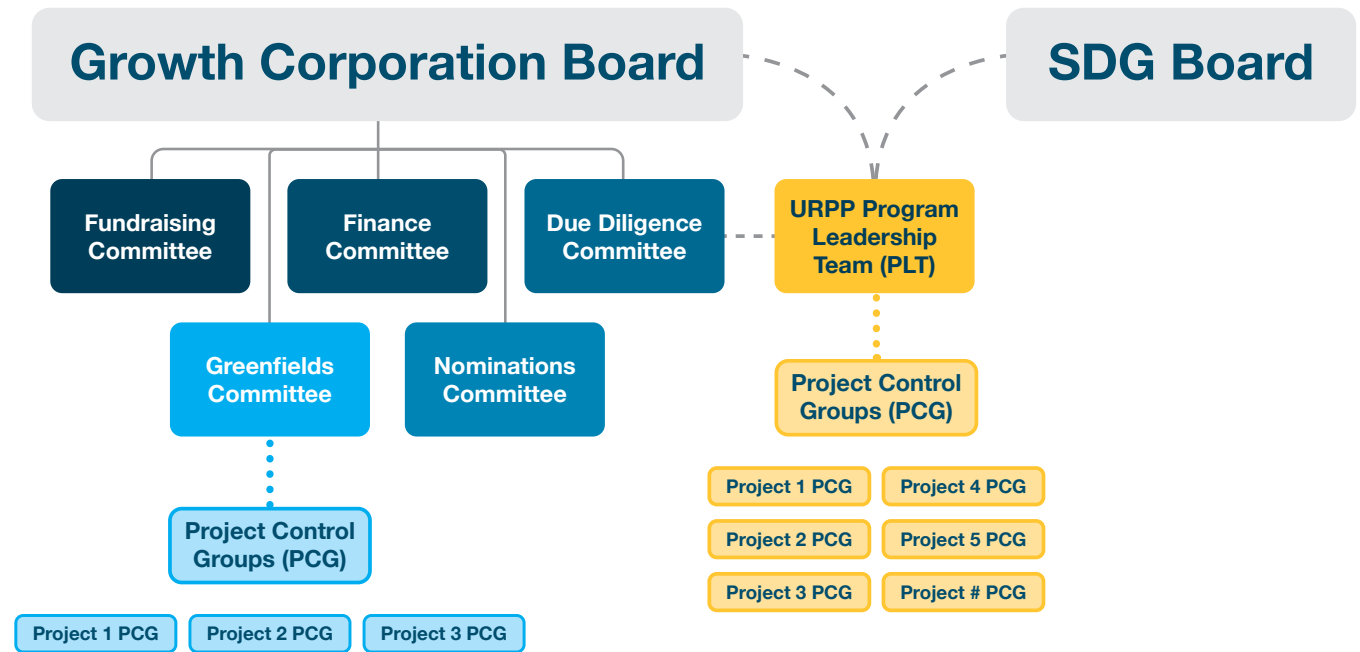 Growth Corporation Board
SDG Board
Fundraising
Committee
Finance
Committee
Due Diligence
Committee
URPP Program
Leadership
Team (PLT)
Greenfields
Committee
Nominations
Committee
Project Control
Groups (PCG)
Project 1 PCG
Project 4 PCG
Project 2 PCG
Project 5 PCG
Project 3 PCG
Project # PCG
Project Control
Groups (PCG)
Project 1 PCG
Project 2 PCG
Project 3 PCG